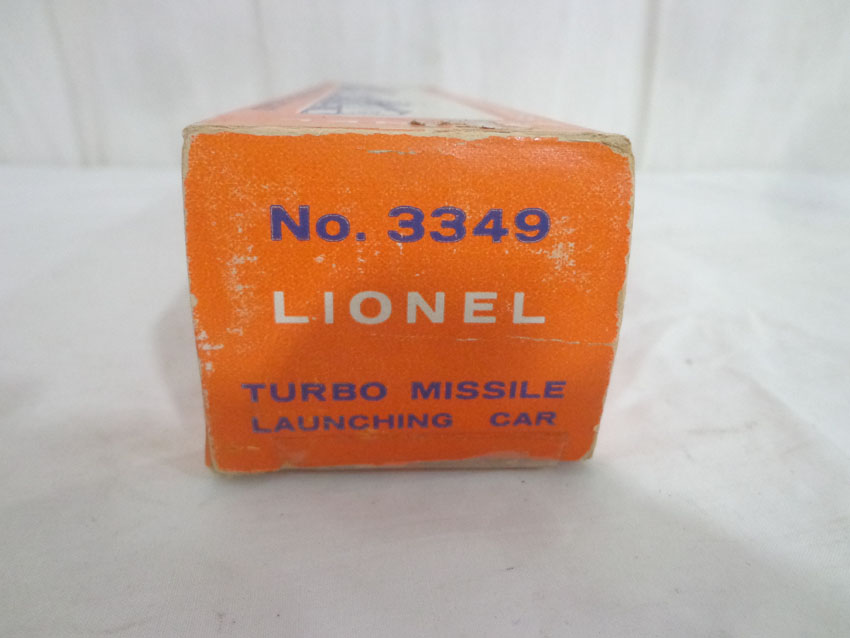 No. 3349
LIONEL
TURBO MISSILE
LAUNCHING CAR